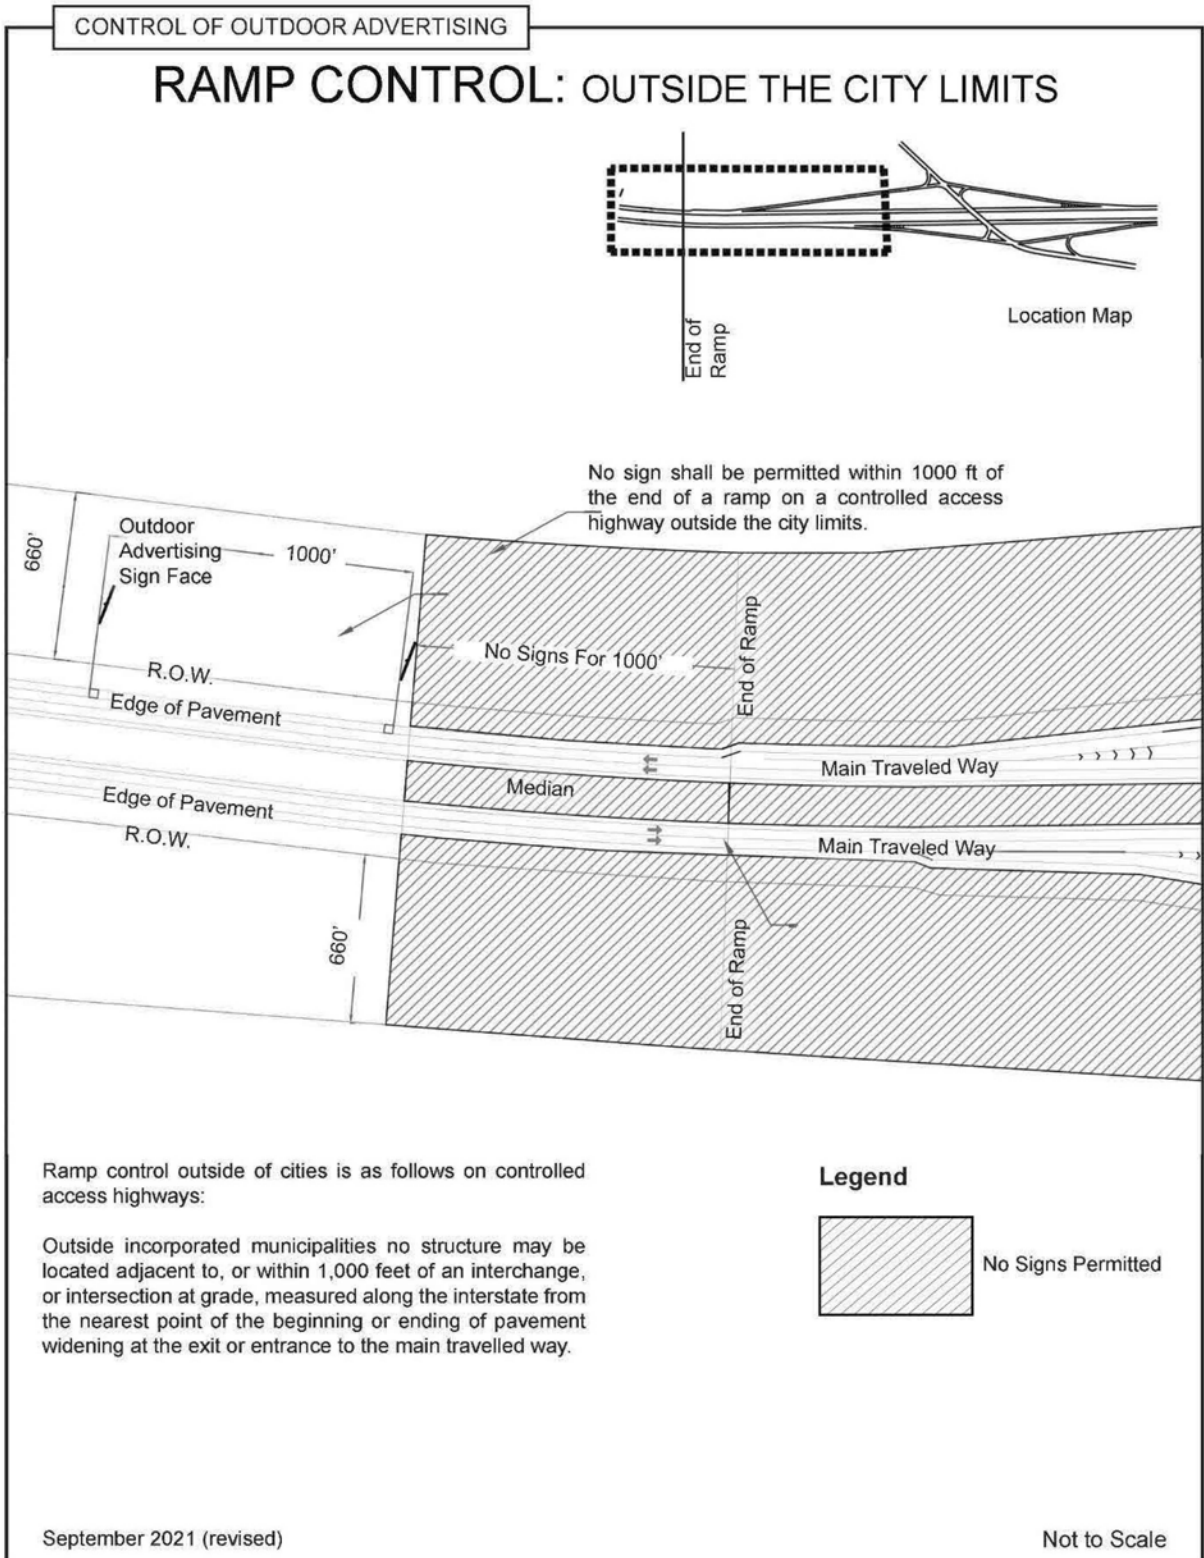 CONTROL OF OUTDOOR ADVERTISING
RAMP CONTROL: OUTSIDE THE CITY LIMITS
End of
Ramp
Location Map
No sign shall be permitted within 1000 ft of
the end of a ramp on a controlled access
highway outside the city limits.
660'
Outdoor
Advertising
Sign Face
1000'
No Signs For 1000'
End of Ramp
R.O.W.
Edge of Pavement
Main Traveled Way
Median
Edge of Pavement
R.O.W.
Main Traveled Way
660'
End of Ramp
Ramp control outside of cities is as follows on controlled
access highways:
Outside incorporated municipalities no structure may be
located adjacent to, or within 1,000 feet of an interchange,
or intersection at grade, measured along the interstate from
the nearest point of the beginning or ending of pavement
widening at the exit or entrance to the main travelled way.
Legend
No Signs Permitted
September 2021 (revised)
Not to Scale